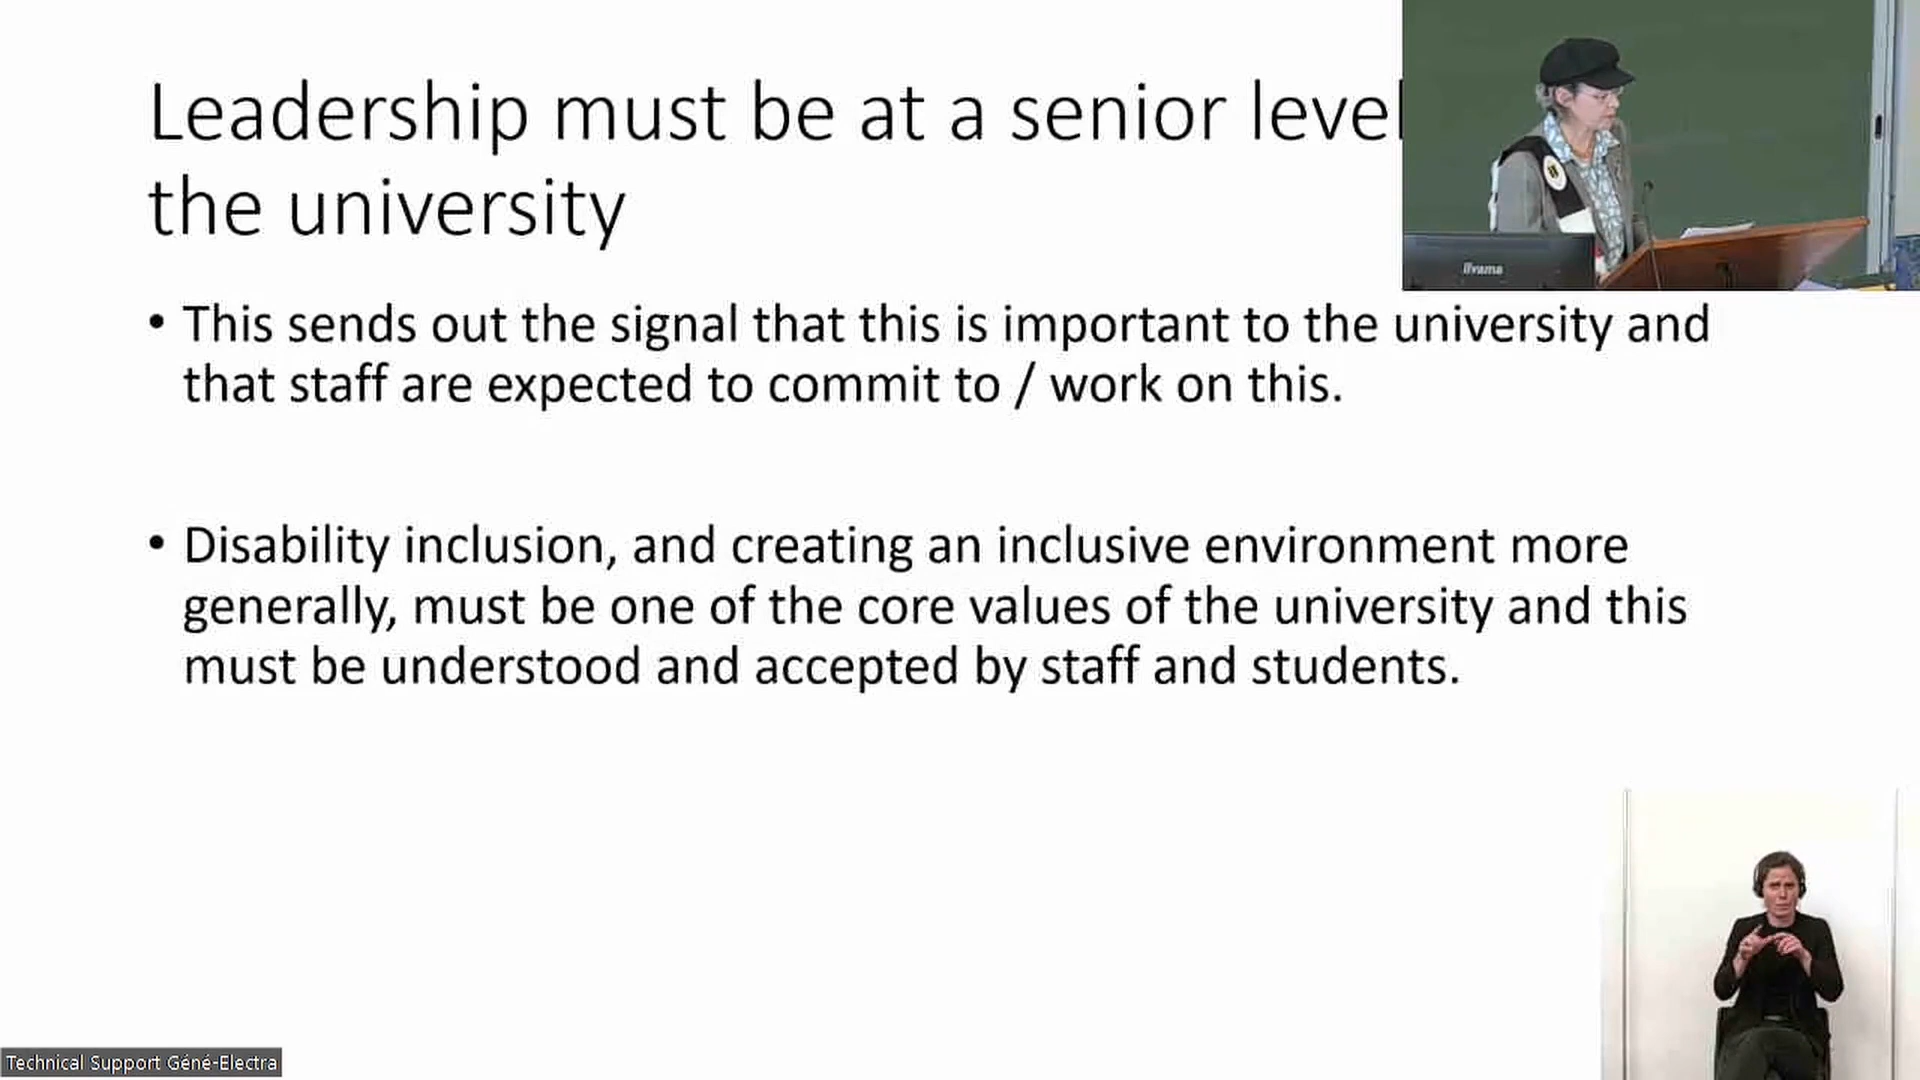 Leadership must be at a senior level
the university
• This sends out the signal that this is important to the university and
that staff are expected to commit to / work on this.
• Disability inclusion, and creating an inclusive environment more
generally, must be one of the core values of the university and this
must be understood and accepted by staff and students.
iiyama
Technical Support Géné-Electra